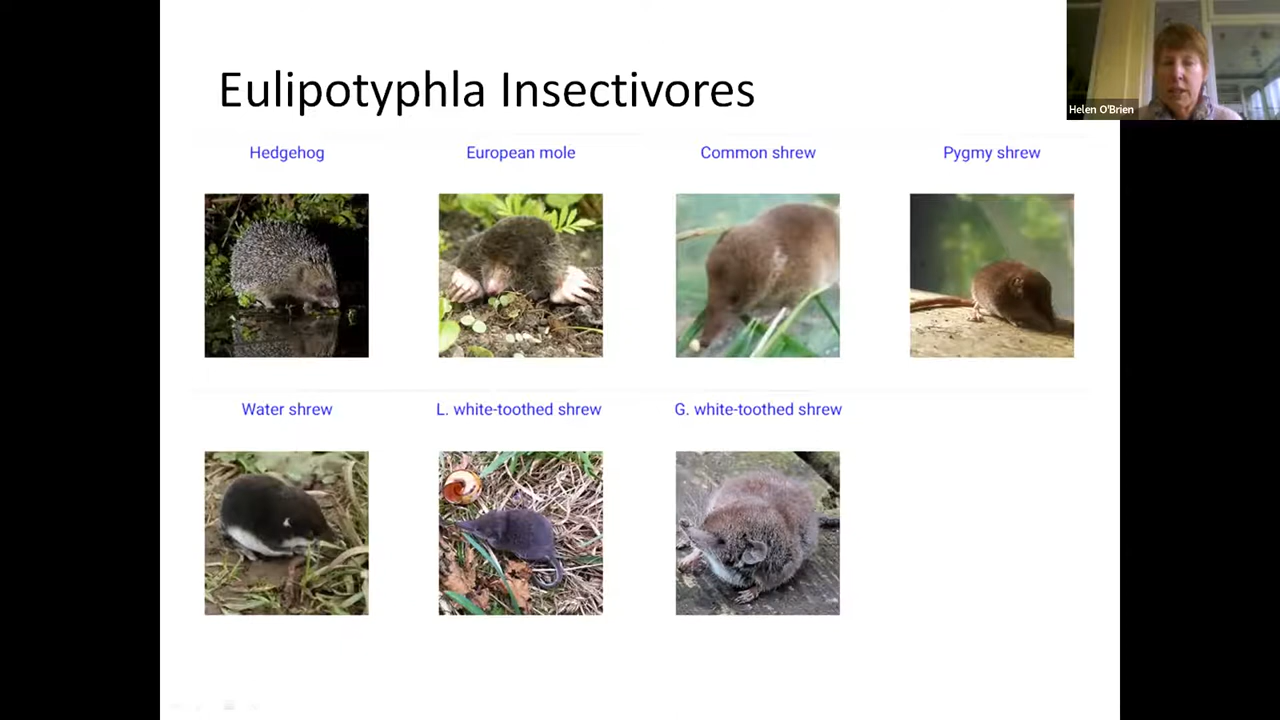 Eulipotyphla Insectivores
Helen O'Brien
Hedgehog
European mole
Common shrew
Pygmy shrew
Water shrew
L. white-toothed shrew
G. white-toothed shrew